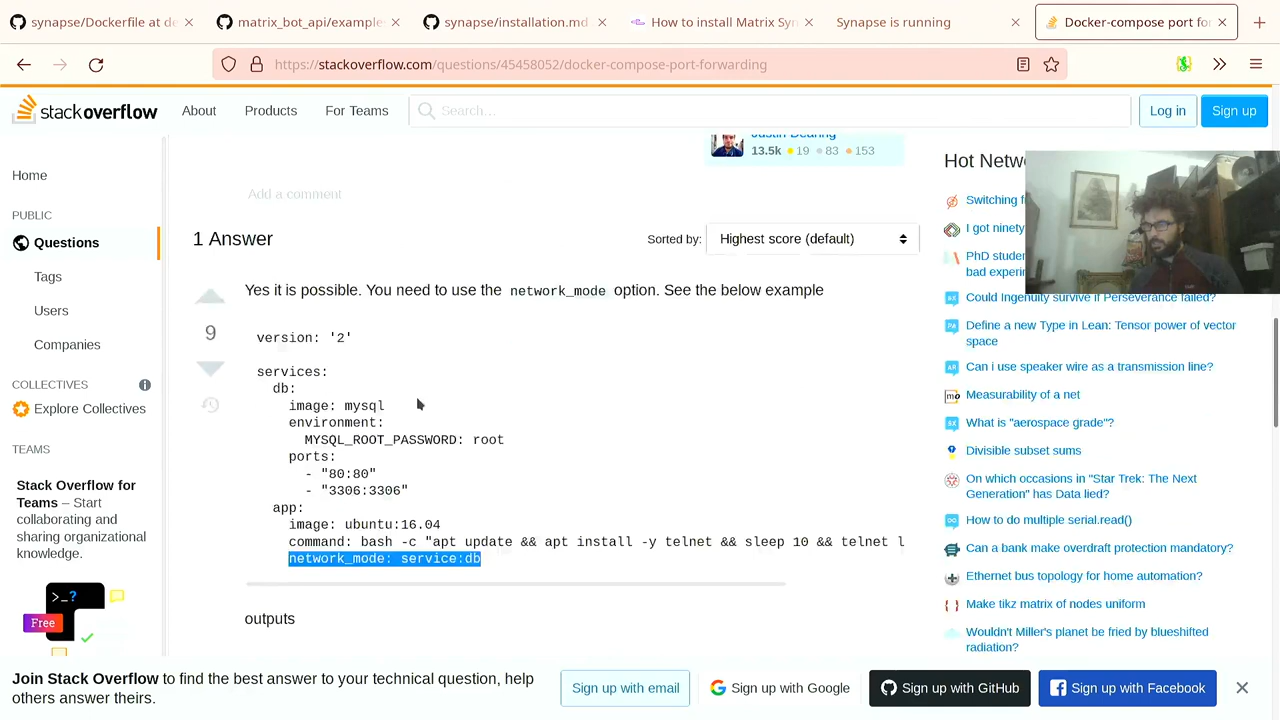 synapse/Dockerfile at de
matrix_bot_api/examples
synapse/installation.md
How to install Matrix Syn
Synapse is running
Docker-compose port for
https://stackoverflow.com/questions/45458052/docker-compose-port-forwarding
stackoverflow
About
Products
For Teams
Search...
Log in
Sign up
Home
PUBLIC
Questions
Tags
Users
Companies
COLLECTIVES
Explore Collectives
TEAMS
Stack Overflow for
Teams – Start
collaborating and
sharing organizational
knowledge.
>_?
Free
Justin Dearing
13.5k 19 83 153
Add a comment
1 Answer
Sorted by:
Highest score (default)
9
Yes it is possible. You need to use the network_mode option. See the below example
version: '2'
services:
db:
image: mysql
environment:
MYSQL_ROOT_PASSWORD: root
ports:
- "80:80"
- "3306:3306"
app:
image: ubuntu:16.04
command: bash -c "apt update && apt install -y telnet && sleep 10 && telnet l
network_mode: service:db
outputs
Hot Netwo
Switching f
I got ninety
PhD studen
bad experi
Could Ingenuity survive if Perseverance failed?
Define a new Type in Lean: Tensor power of vector
space
Can i use speaker wire as a transmission line?
Measurability of a net
What is "aerospace grade"?
Divisible subset sums
On which occasions in "Star Trek: The Next
Generation" has Data lied?
How to do multiple serial.read()
Can a bank make overdraft protection mandatory?
Ethernet bus topology for home automation?
Make tikz matrix of nodes uniform
Wouldn't Miller's planet be fried by blueshifted
radiation?
Join Stack Overflow to find the best answer to your technical question, help
others answer theirs.
Sign up with email
Sign up with Google
Sign up with GitHub
Sign up with Facebook